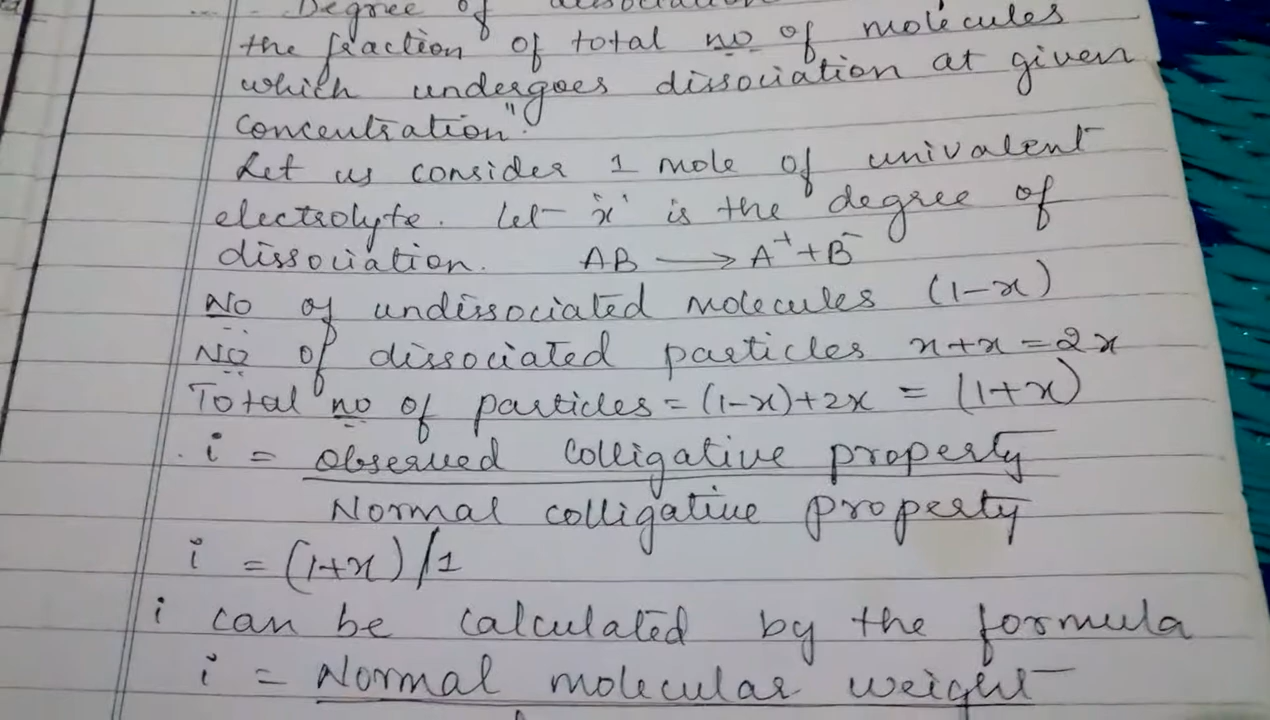 Degree of dissociation
the fraction of total no of molecules
which undergoes dissociation at given
concentration".
Let us consider 1 mole of univalent
electrolyte. Let 'x' is the degree of
dissociation. AB → A⁺ + B⁻
No of undissociated molecules (1-x)
No of dissociated particles x+x=2x
Total no of particles = (1-x)+2x = (1+x)
i = observed colligative property
Normal colligative property
i = (1+x)/1
i can be calculated by the formula
i = Normal molecular weight